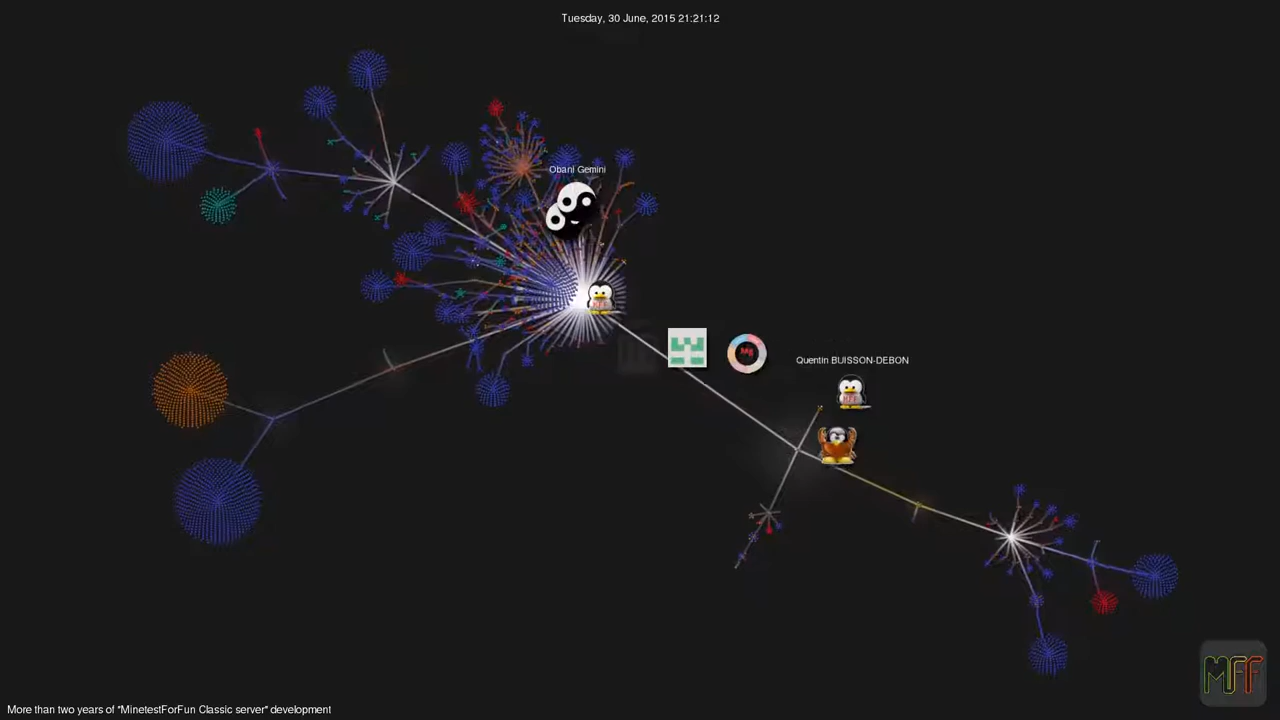 Tuesday, 30 June, 2015 21:21:12
Obani Gemini
Quentin BUISSON-DEBON
MFF
More than two years of "MinetestForFun Classic server" development